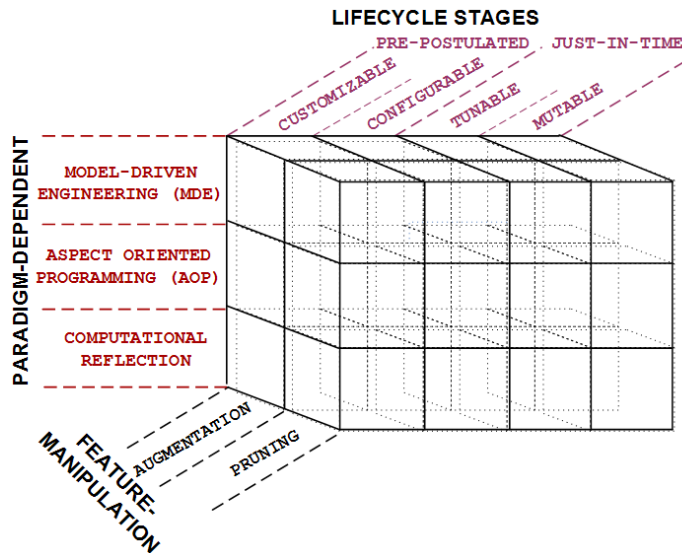 LIFECYCLE STAGES
PRE-POSTULATED
JUST-IN-TIME
CUSTOMIZABLE
CONFIGURABLE
TUNABLE
MUTABLE
PARADIGM-DEPENDENT
MODEL-DRIVEN
ENGINEERING (MDE)
ASPECT ORIENTED
PROGRAMMING (AOP)
COMPUTATIONAL
REFLECTION
AUGMENTATION
PRUNING
FEATURE-
MANIPULATION